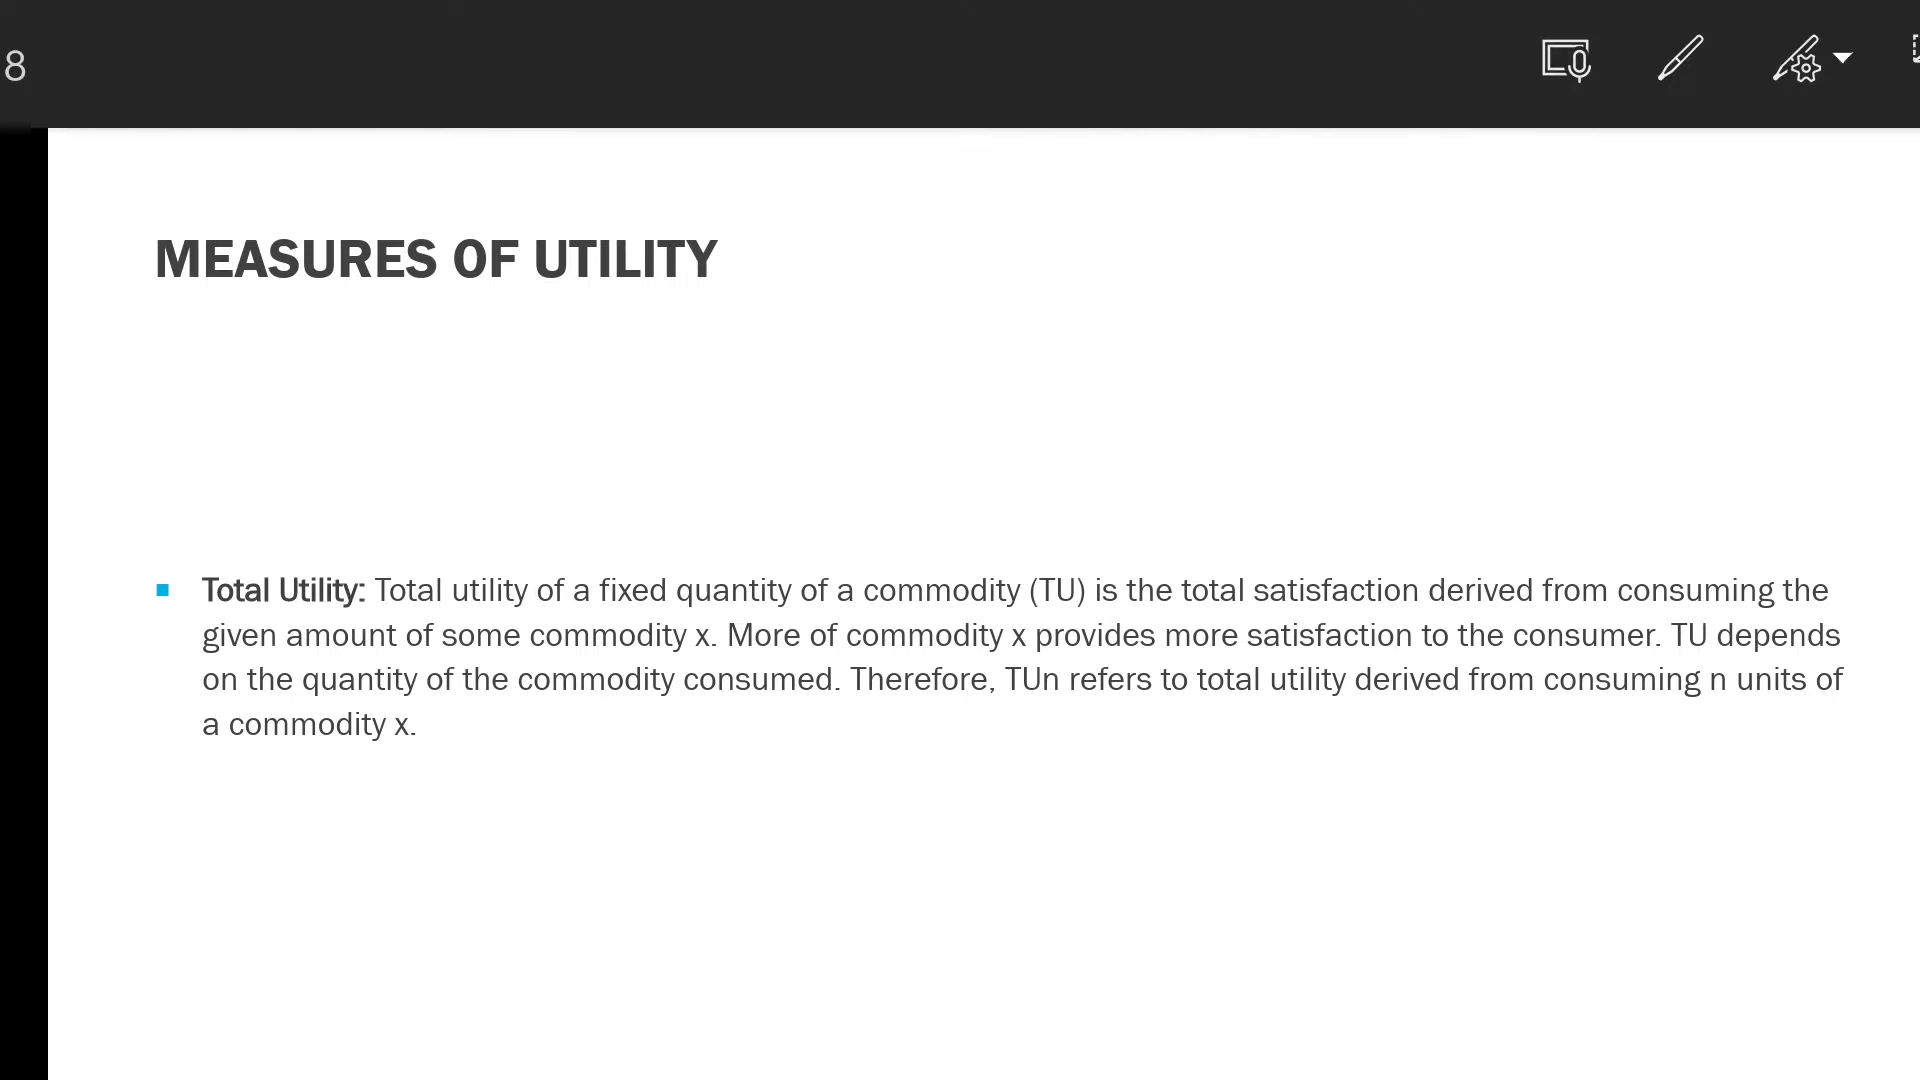 8
MEASURES OF UTILITY
Total Utility: Total utility of a fixed quantity of a commodity (TU) is the total satisfaction derived from consuming the
given amount of some commodity x. More of commodity x provides more satisfaction to the consumer. TU depends
on the quantity of the commodity consumed. Therefore, TUn refers to total utility derived from consuming n units of
a commodity x.